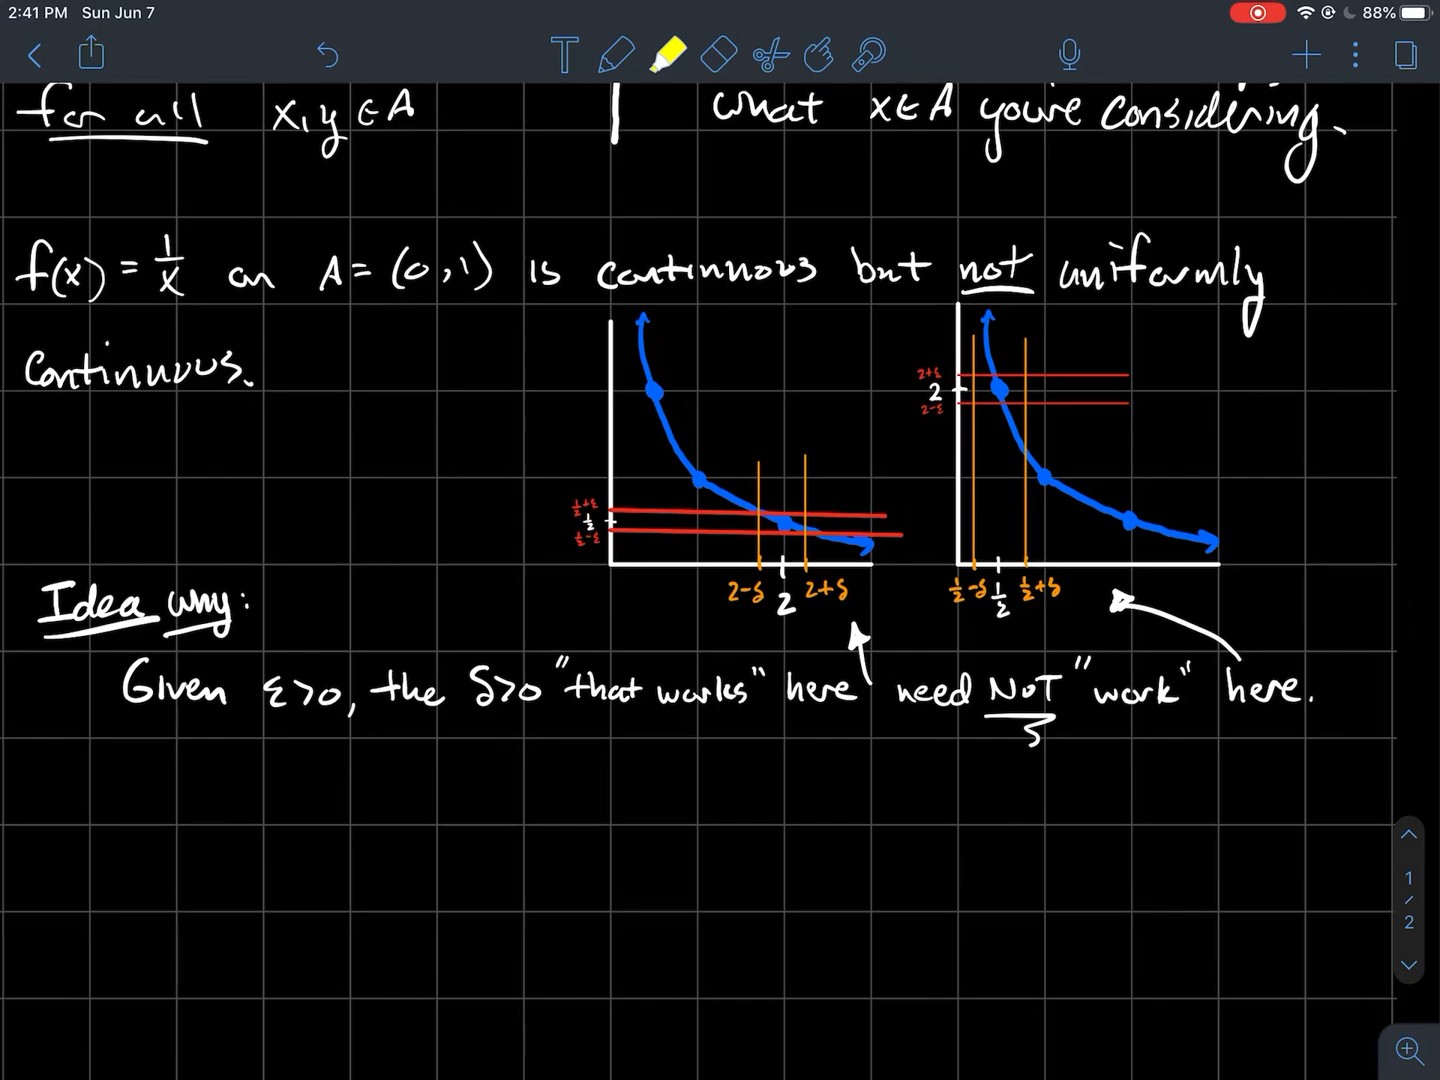 2:41 PM Sun Jun 7
88%
for all x, y ∈ A
what x ∈ A you're considering.
f(x) = 1/x on A = (0,1) is continuous but not uniformly
continuous.
1/2+ε
1/2
1/2-ε
2-δ 2 2+δ
2+ε
2
2-ε
1/2-δ 1/2 1/2+δ
Idea why:
Given ε>0, the δ>0 "that works" here need NOT "work" here.
1
/
2